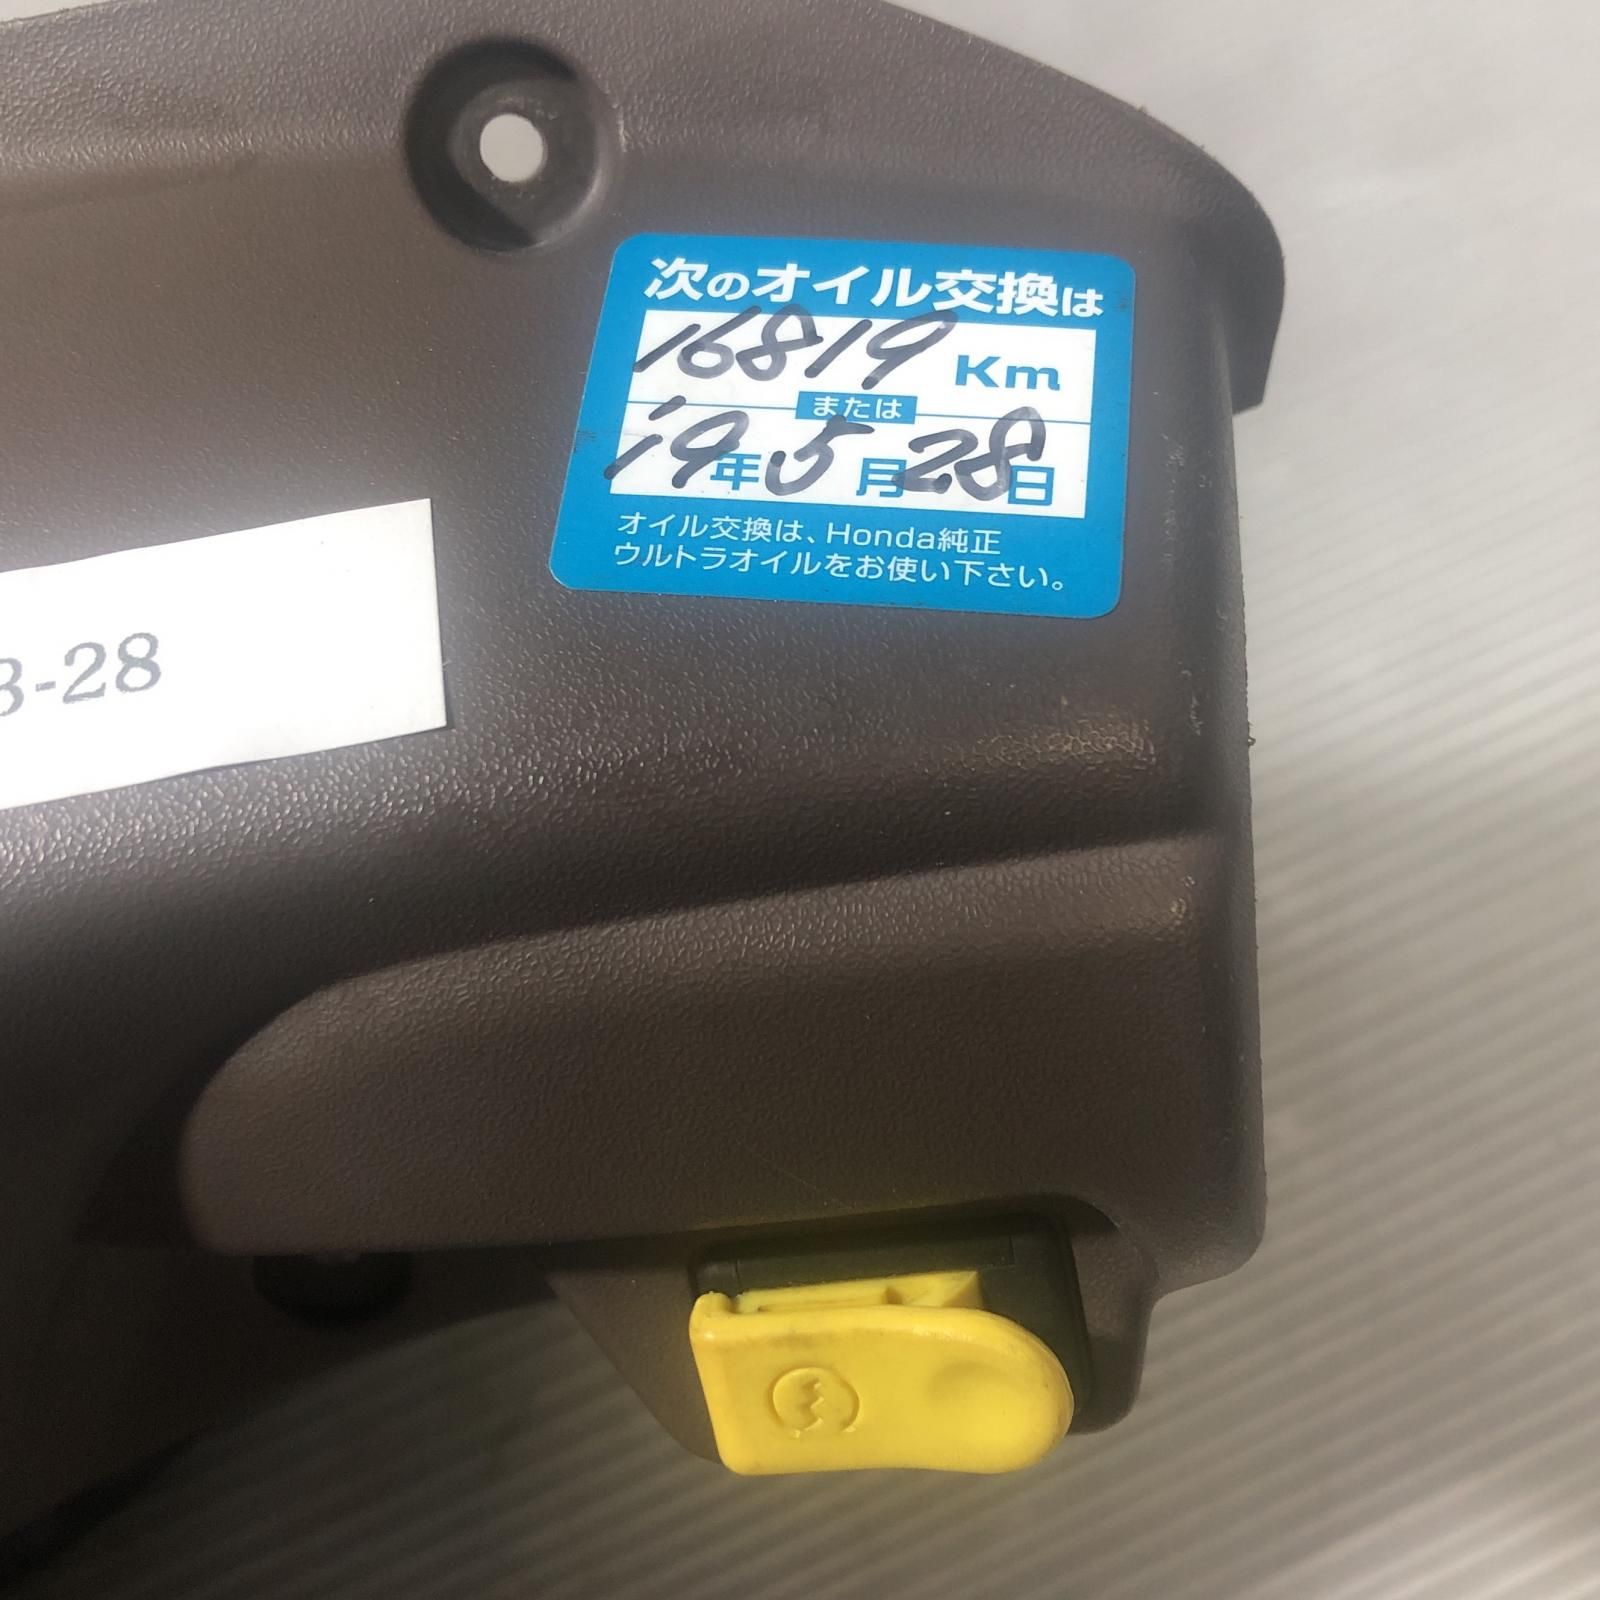 次のオイル交換は
16819 Km
または
'19年5月28日
オイル交換は、Honda純正
ウルトラオイルをお使い下さい。
3-28